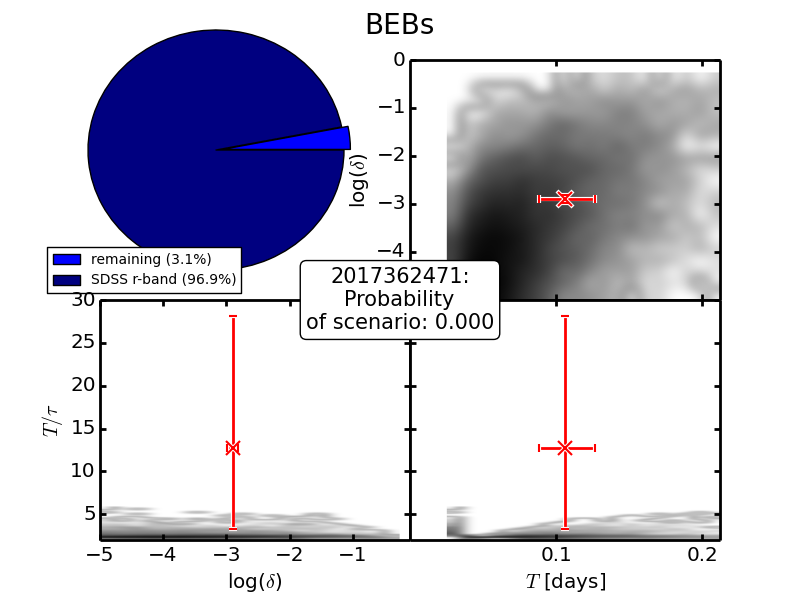 BEBs
remaining (3.1%)
SDSS r-band (96.9%)
log(δ)
0
−1
−2
−3
−4
2017362471:
Probability
of scenario: 0.000
T/τ
30
25
20
15
10
5
−5 −4 −3 −2 −1
log(δ)
0.1 0.2
T [days]